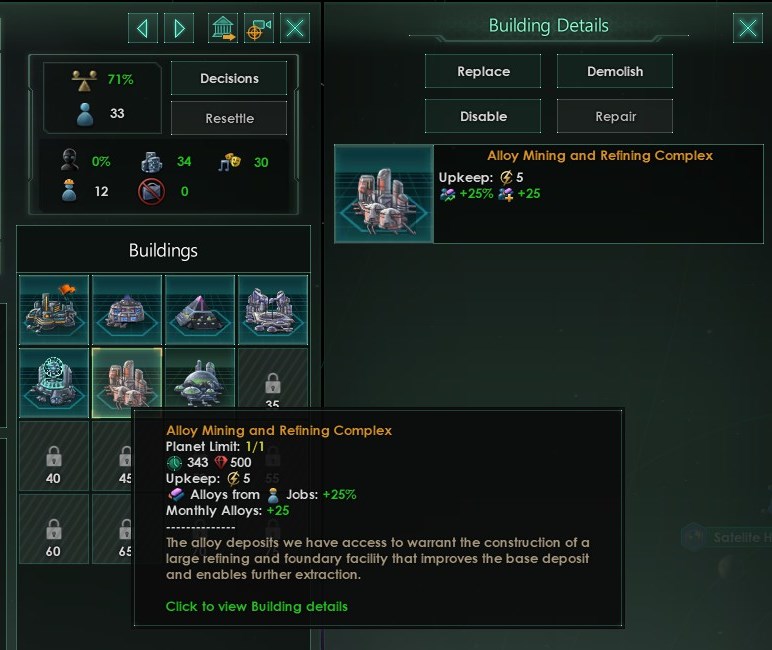 Building Details
71%
Decisions
33
Resettle
0%
34
30
12
0
Replace
Demolish
Disable
Repair
Alloy Mining and Refining Complex
Upkeep: 5
+25% +25
Buildings
35
40
45
55
60
65
Alloy Mining and Refining Complex
Planet Limit: 1/1
343 500
Upkeep: 5
Alloys from Jobs: +25%
Monthly Alloys: +25
--------------
The alloy deposits we have access to warrant the construction of a
large refining and foundary facility that improves the base deposit
and enables further extraction.
Click to view Building details
Satelite H